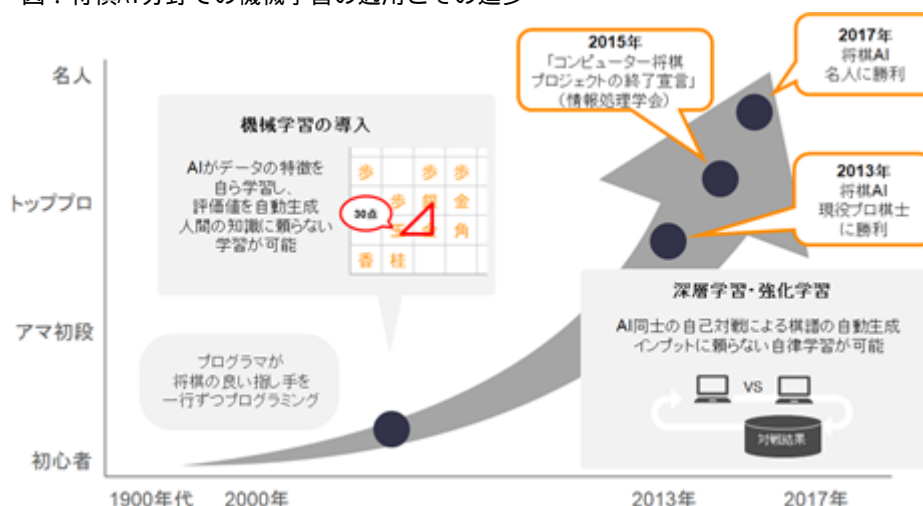 2015年
「コンピューター将棋
プロジェクトの終了宣言」
(情報処理学会)
2017年
将棋AI
名人に勝利
名人
機械学習の導入
AIがデータの特徴を
自ら学習し、
評価値を自動生成
人間の知識に頼らない
学習が可能
歩 歩 歩
歩 銀 金
30点
角
香 桂
2013年
将棋AI
現役プロ棋士
に勝利
トッププロ
深層学習・強化学習
AI同士の自己対戦による棋譜の自動生成
インプットに頼らない自律学習が可能
VS
対戦結果
アマ初段
プログラマが
将棋の良い指し手を
一行ずつプログラミング
初心者
1900年代 2000年 2013年 2017年